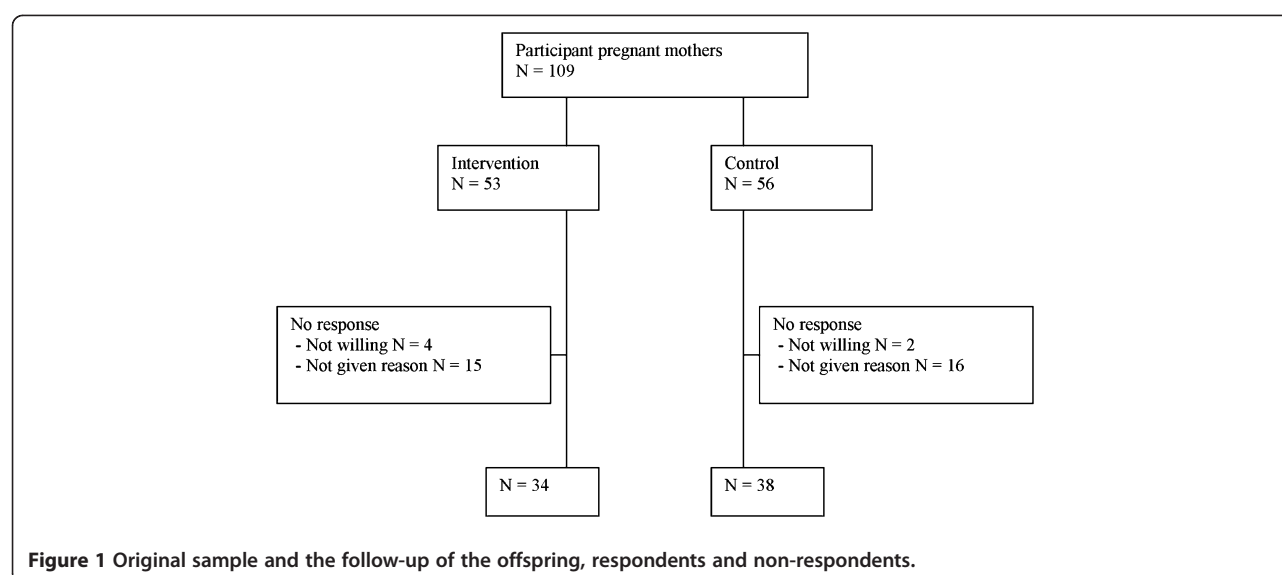 Participant pregnant mothers
N = 109
Intervention
N = 53
Control
N = 56
No response
- Not willing N = 4
- Not given reason N = 15
No response
- Not willing N = 2
- Not given reason N = 16
N = 34
N = 38
Figure 1 Original sample and the follow-up of the offspring, respondents and non-respondents.